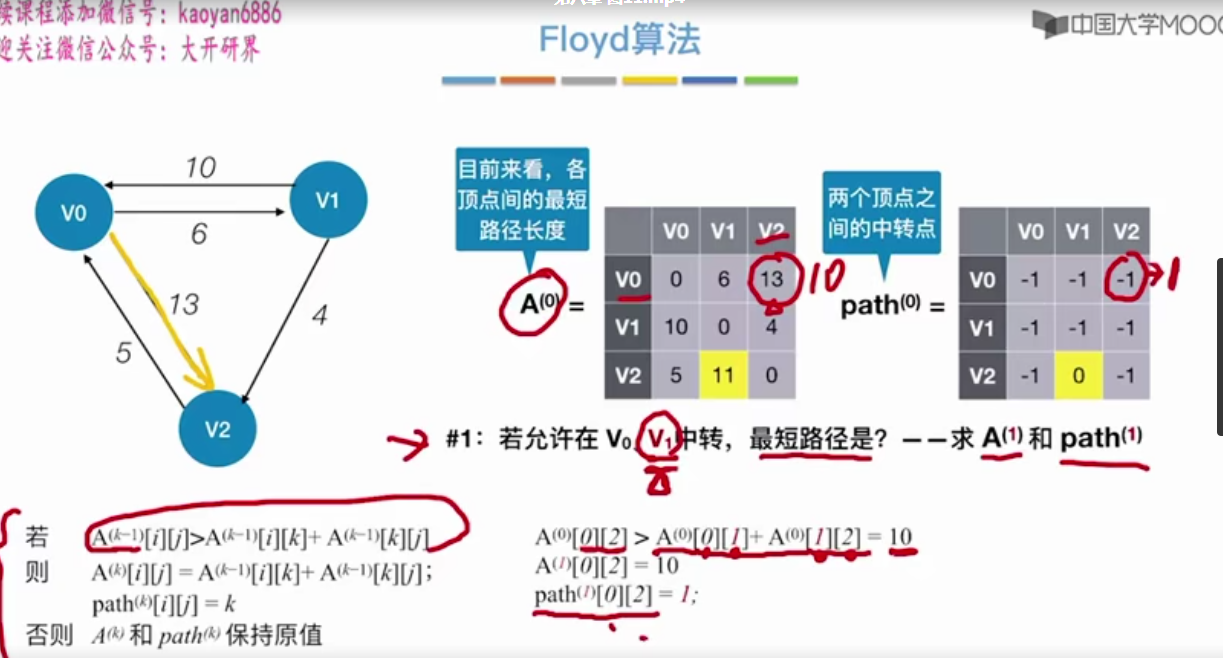 续课程添加微信号：kaoyan6886
迎关注微信公众号：大开研界
Floyd算法
中国大学MOOC
10
6
13
5
4
V0
V1
V2
目前来看，各
顶点间的最短
路径长度
A⁽⁰⁾ =
V0 V1 V2
V0 0 6 13 10
V1 10 0 4
V2 5 11 0
两个顶点之
间的中转点
path⁽⁰⁾ =
V0 V1 V2
V0 -1 -1 -1 → 1
V1 -1 -1 -1
V2 -1 0 -1
#1：若允许在 V₀ V₁中转，最短路径是？——求 A⁽¹⁾ 和 path⁽¹⁾
若 A⁽ᵏ⁻¹⁾[i][j]>A⁽ᵏ⁻¹⁾[i][k]+ A⁽ᵏ⁻¹⁾[k][j]
则 A⁽ᵏ⁾[i][j] = A⁽ᵏ⁻¹⁾[i][k]+ A⁽ᵏ⁻¹⁾[k][j]；
path⁽ᵏ⁾[i][j] = k
否则 A⁽ᵏ⁾ 和 path⁽ᵏ⁾ 保持原值
A⁽⁰⁾[0][2] > A⁽⁰⁾[0][1]+ A⁽⁰⁾[1][2] = 10
A⁽¹⁾[0][2] = 10
path⁽¹⁾[0][2] = 1;